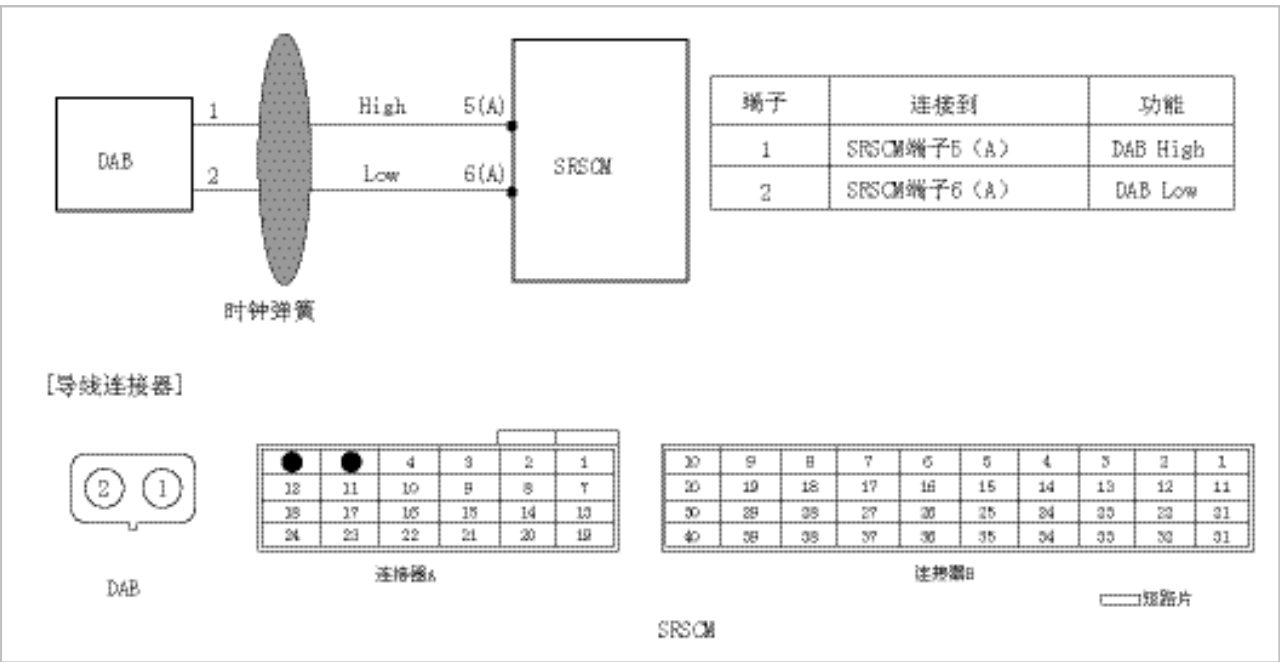 端子 连接到 功能
1 SRSCM端子5（A） DAB High
2 SRSCM端子6（A） DAB Low
DAB
1
2
High
Low
5(A)
6(A)
SRSCM
时钟弹簧
[导线连接器]
2 1
DAB
4 3 2 1
12 11 10 9 8 7
18 17 16 15 14 13
24 23 22 21 20 19
连接器A
10 9 8 7 6 5 4 3 2 1
20 19 18 17 16 15 14 13 12 11
30 29 28 27 26 25 24 23 22 21
40 39 38 37 36 35 34 33 32 31
连接器B
短路片
SRSCM